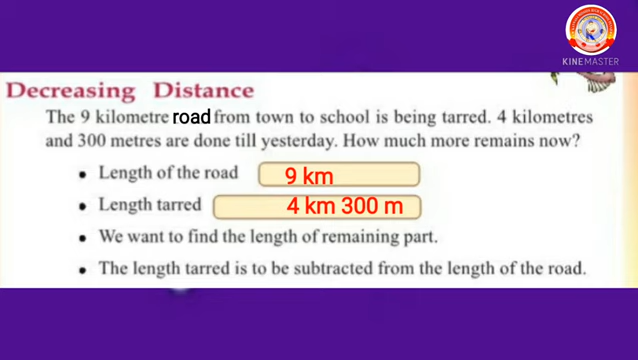 KINEMASTER
Decreasing Distance
The 9 kilometre road from town to school is being tarred. 4 kilometres
and 300 metres are done till yesterday. How much more remains now?
• Length of the road 9 km
• Length tarred 4 km 300 m
• We want to find the length of remaining part.
• The length tarred is to be subtracted from the length of the road.